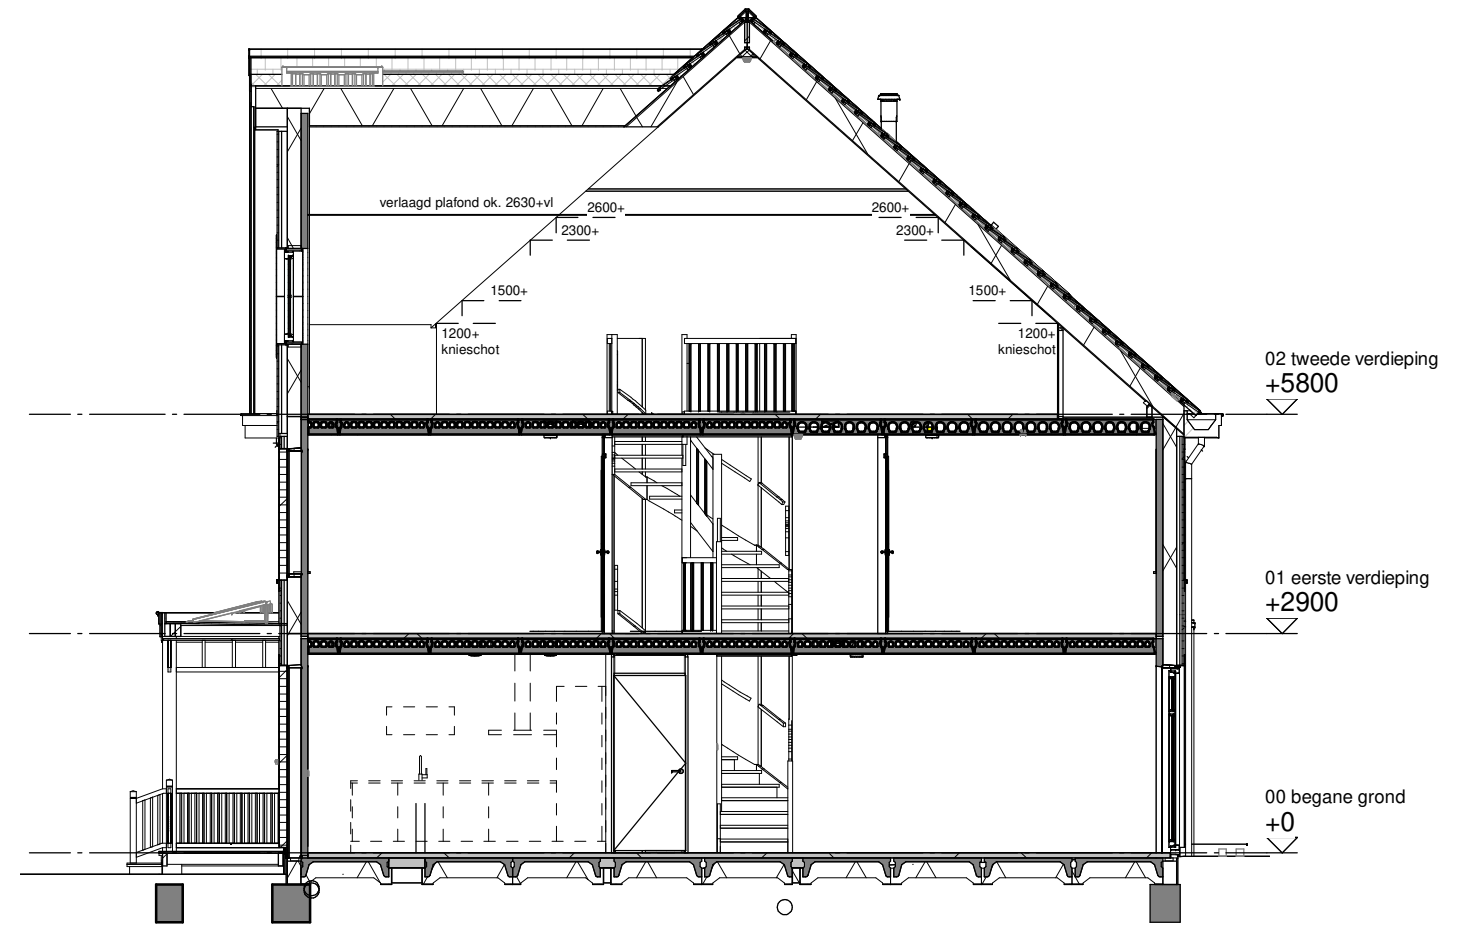 verlaagd plafond ok. 2630+vl
2600+
2600+
2300+
2300+
1500+
1500+
1200+
knieschot
1200+
knieschot
02 tweede verdieping
+5800
01 eerste verdieping
+2900
00 begane grond
+0